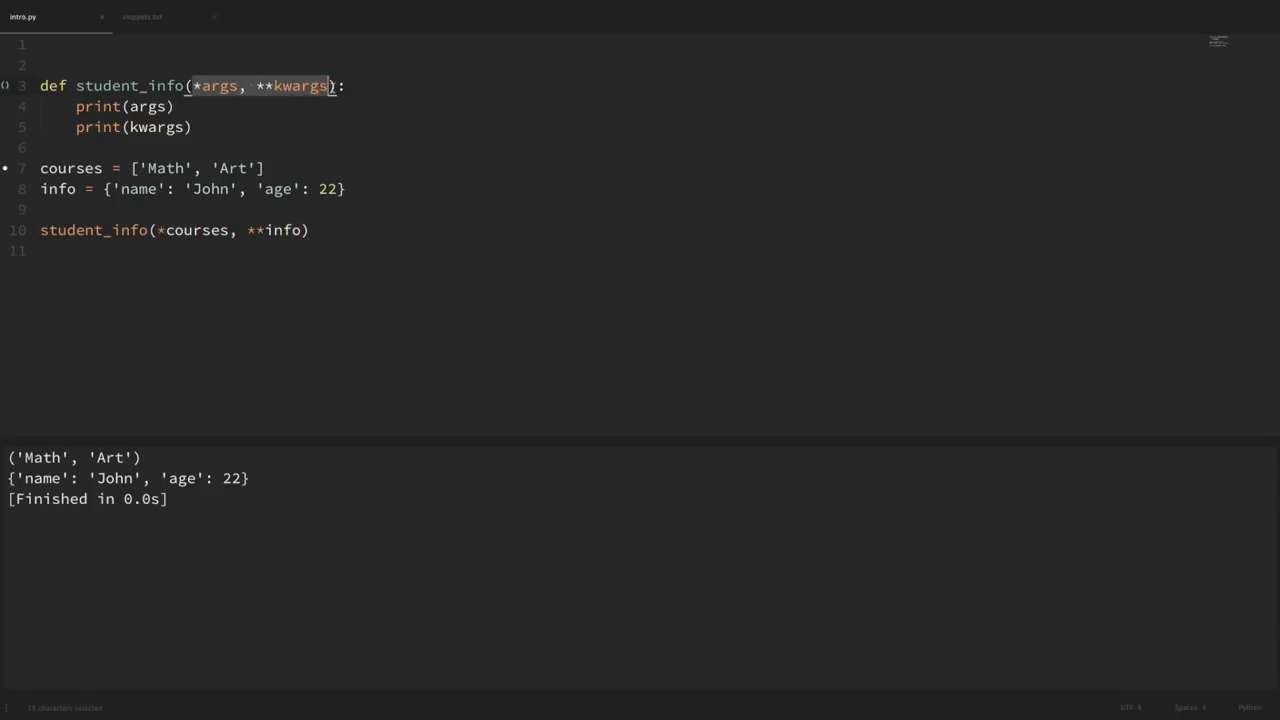 intro.py × snippets.txt ×
1
2
() 3 def student_info(*args, **kwargs):
4 print(args)
5 print(kwargs)
6
7 courses = ['Math', 'Art']
8 info = {'name': 'John', 'age': 22}
9
10 student_info(*courses, **info)
11
('Math', 'Art')
{'name': 'John', 'age': 22}
[Finished in 0.0s]
15 characters selected UTF-8 Spaces: 4 Python